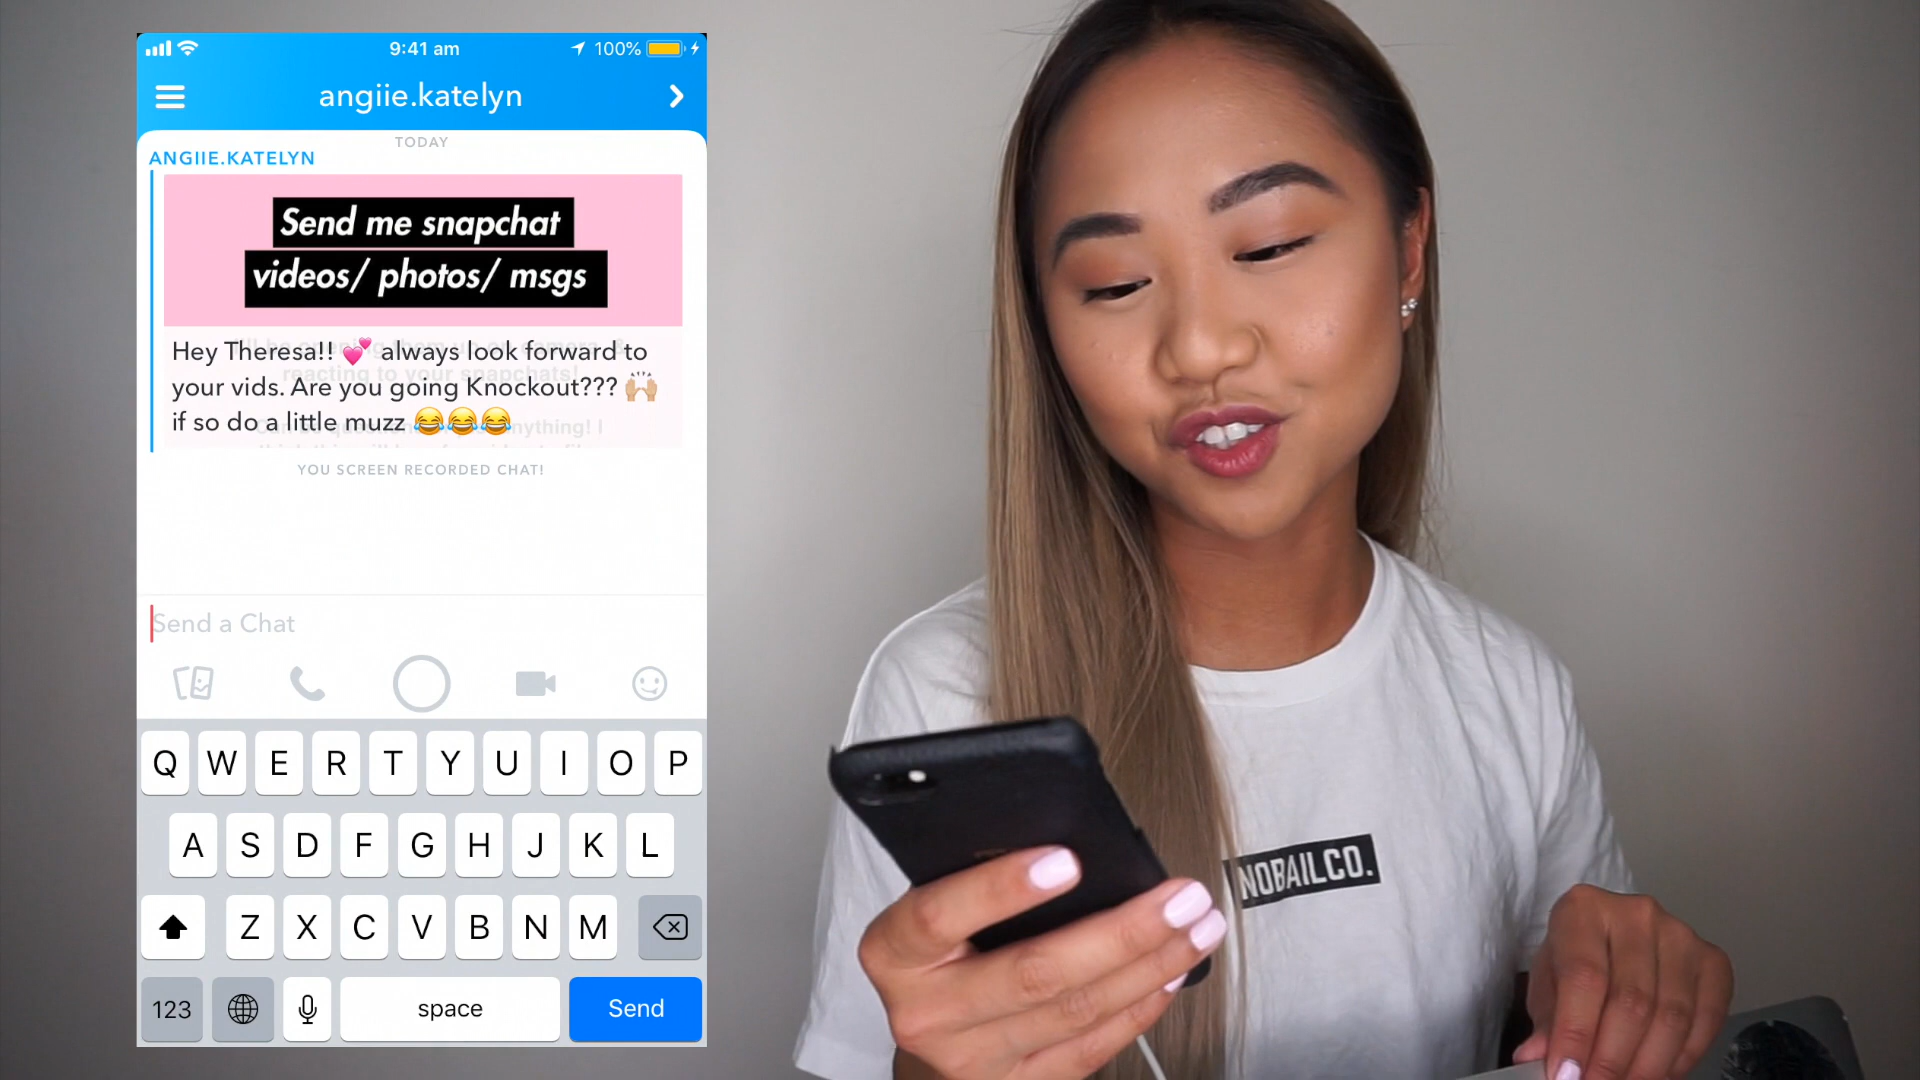 9:41 am
100%
angiie.katelyn
TODAY
ANGIIE.KATELYN
Send me snapchat
videos/ photos/ msgs
Hey Theresa!! 💕 always look forward to
your vids. Are you going Knockout??? 🙌🏼
if so do a little muzz 😂😂😂
YOU SCREEN RECORDED CHAT!
Send a Chat
Q W E R T Y U I O P
A S D F G H J K L
Z X C V B N M
123
space
Send
NOBAILCO.